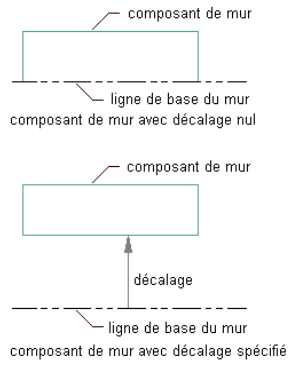 composant de mur
ligne de base du mur
composant de mur avec décalage nul
composant de mur
décalage
ligne de base du mur
composant de mur avec décalage spécifié